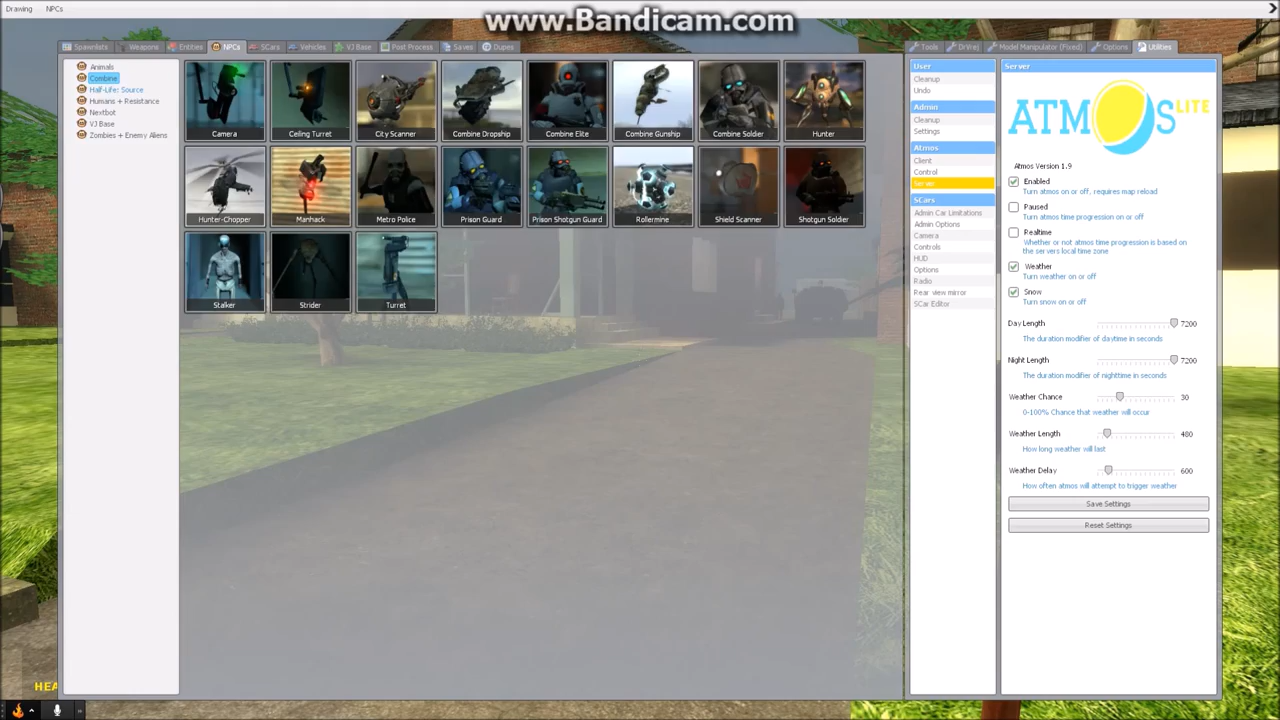 Drawing NPCs
www.Bandicam.com
Spawnlists Weapons Entities NPCs SCars Vehicles VJ Base Post Process Saves Dupes
Tools DrVrej Model Manipulator (Fixed) Options Utilities
Animals
Combine
Half-Life: Source
Humans + Resistance
Nextbot
VJ Base
Zombies + Enemy Aliens
Camera Ceiling Turret City Scanner Combine Dropship Combine Elite Combine Gunship Combine Soldier Hunter
Hunter-Chopper Manhack Metro Police Prison Guard Prison Shotgun Guard Rollermine Shield Scanner Shotgun Soldier
Stalker Strider Turret
User
Cleanup
Undo
Admin
Cleanup
Settings
Atmos
Client
Control
Server
SCars
Admin Car Limitations
Admin Options
Camera
Controls
HUD
Options
Radio
Rear view mirror
SCar Editor
Server
ATMOS LITE
Atmos Version 1.9
Enabled
Turn atmos on or off, requires map reload
Paused
Turn atmos time progression on or off
Realtime
Whether or not atmos time progression is based on
the servers local time zone
Weather
Turn weather on or off
Snow
Turn snow on or off
Day Length 7200
The duration modifier of daytime in seconds
Night Length 7200
The duration modifier of nighttime in seconds
Weather Chance 30
0-100% Chance that weather will occur
Weather Length 480
How long weather will last
Weather Delay 600
How often atmos will attempt to trigger weather
Save Settings
Reset Settings
HEA